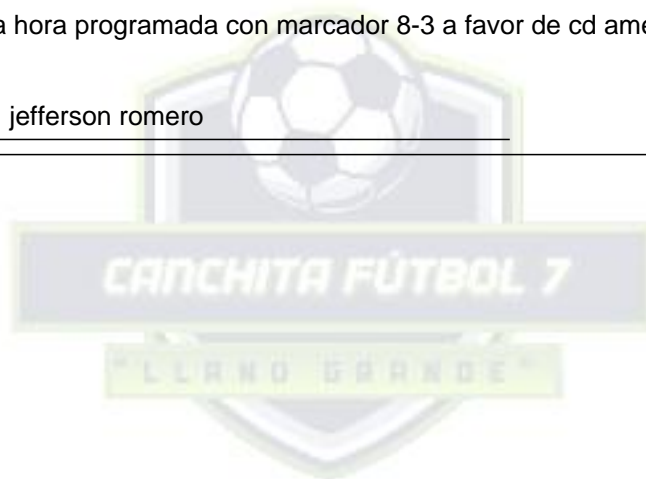 a hora programada con marcador 8-3 a favor de cd ame
jefferson romero
CANCHITA FÚTBOL 7
"LLANO GRANDE"